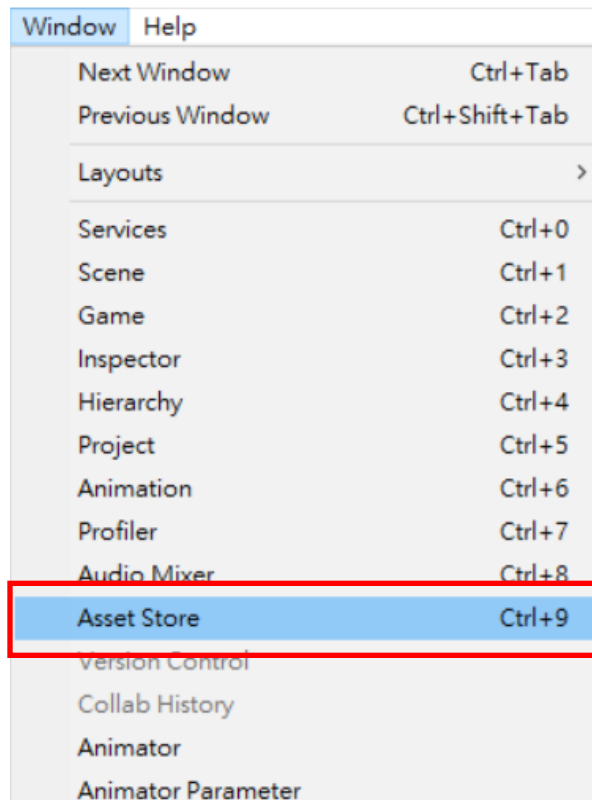 Window Help
Next Window Ctrl+Tab
Previous Window Ctrl+Shift+Tab
Layouts >
Services Ctrl+0
Scene Ctrl+1
Game Ctrl+2
Inspector Ctrl+3
Hierarchy Ctrl+4
Project Ctrl+5
Animation Ctrl+6
Profiler Ctrl+7
Audio Mixer Ctrl+8
Asset Store Ctrl+9
Version Control
Collab History
Animator
Animator Parameter